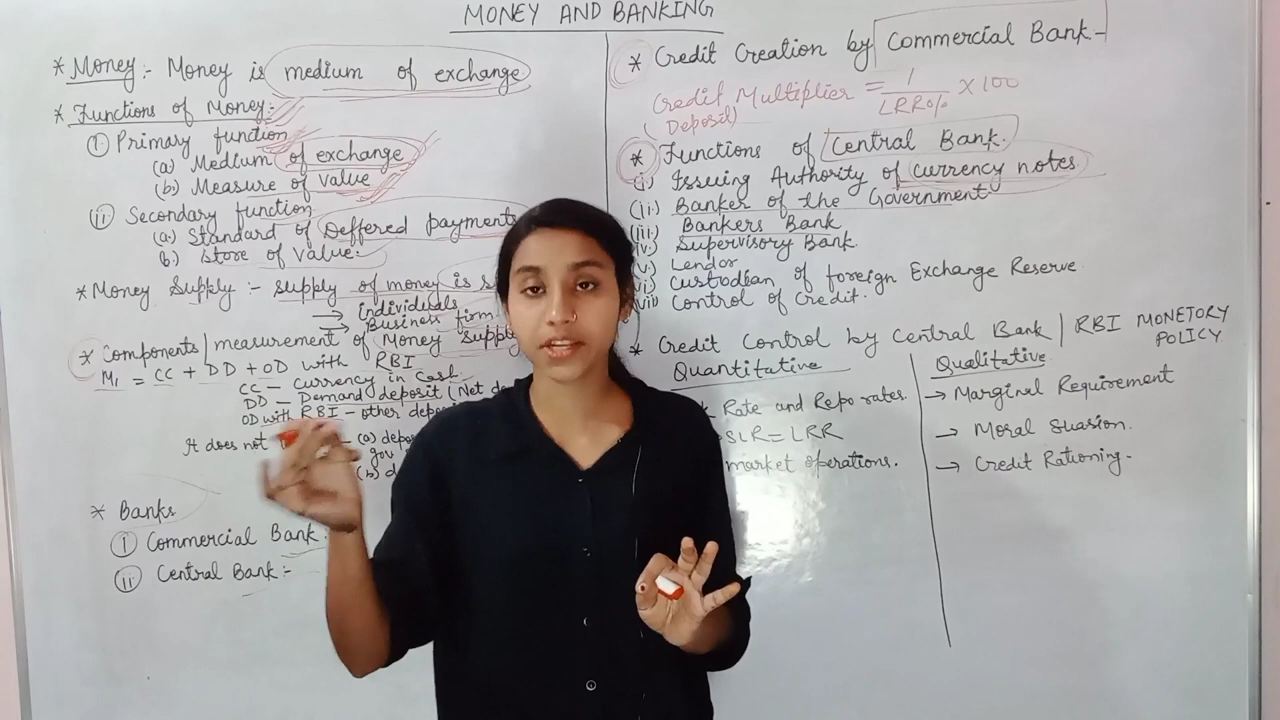 MONEY AND BANKING
* Money :- Money is medium of exchange
* Functions of Money:-
(i) Primary function
(a) Medium of exchange
(b) Measure of value
(ii) Secondary function
(a.) Standard of Deffered payments
b) Store of value:-
* Money Supply :- supply of money is
→ individuals
→ Business firm
* Components/measurement of Money Supply
M1 = CC + DD + OD with RBI
CC — currency in cash
DD — Demand deposit (Net
OD with RBI — other
It does not
(a)
gov
(b)
* Banks
(i) Commercial Bank:
(ii) Central Bank:-
* Credit Creation by Commercial Bank-
Credit Multiplier = 1/LRR% × 100
(Deposit)
* Functions of Central Bank.
(i) Issuing Authority of currency notes
(ii.) Banker of the Government
(iii.) Bankers Bank
iv.) Supervisory Bank.
v.) Lendor
vi.) Custodian of foreign Exchange Reserve
vii) Control of Credit.
* Credit Control by Central Bank | RBI MONETORY POLICY
Quantitative
Rate and Repo rates.
SLR = LRR
market operations.
Qualitative
→ Marginal Requirement
→ Moral Suasion.
→ Credit Rationing-